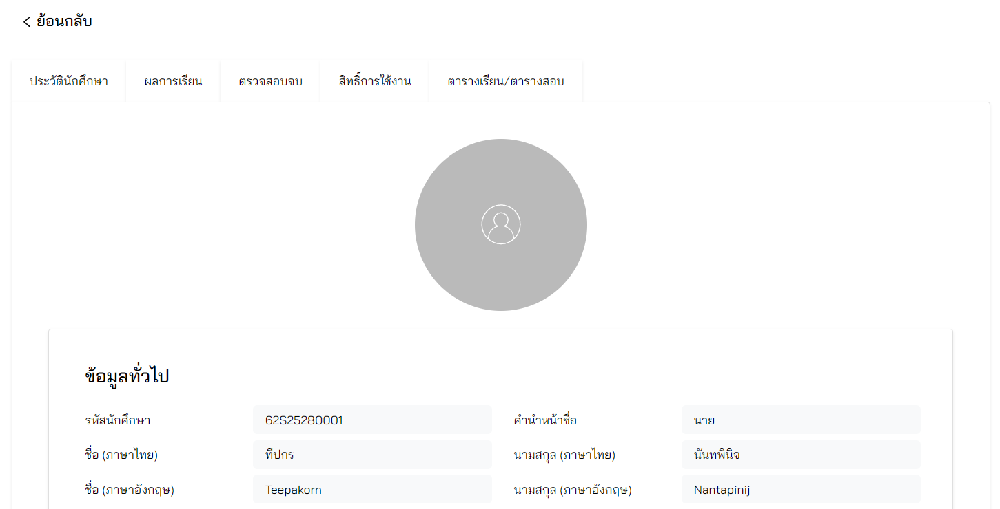 ย้อนกลับ
ประวัตินักศึกษา ผลการเรียน ตรวจสอบจบ สิทธิ์การใช้งาน ตารางเรียน/ตารางสอบ
ข้อมูลทั่วไป
รหัสนักศึกษา 62S25280001 คำนำหน้าชื่อ นาย
ชื่อ (ภาษาไทย) ทีปกร นามสกุล (ภาษาไทย) นันทพินิจ
ชื่อ (ภาษาอังกฤษ) Teepakorn นามสกุล (ภาษาอังกฤษ) Nantapinij